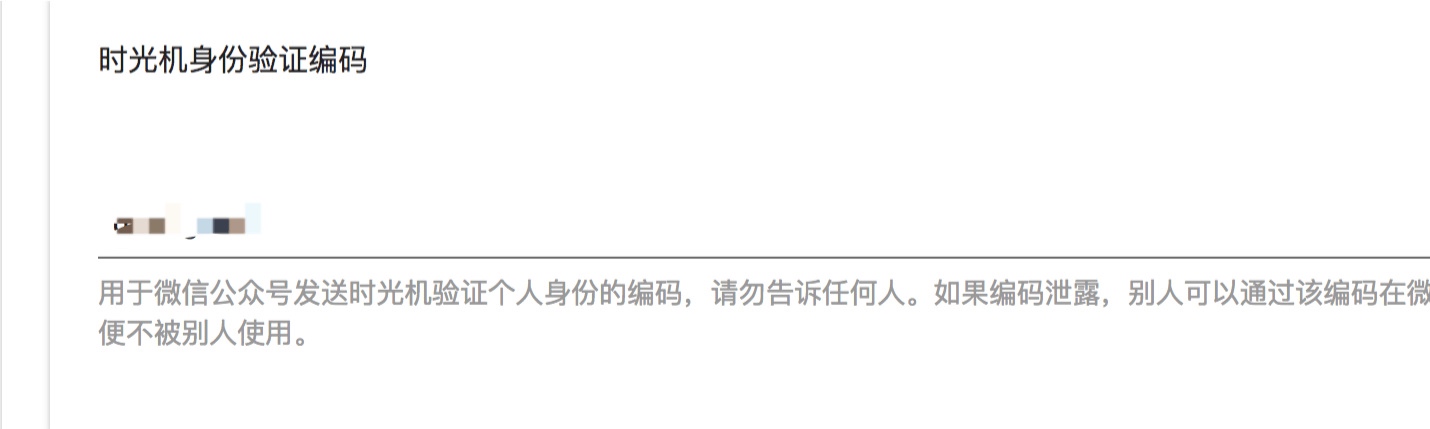 时光机身份验证编码
用于微信公众号发送时光机验证个人身份的编码，请勿告诉任何人。如果编码泄露，别人可以通过该编码在微
便不被别人使用。